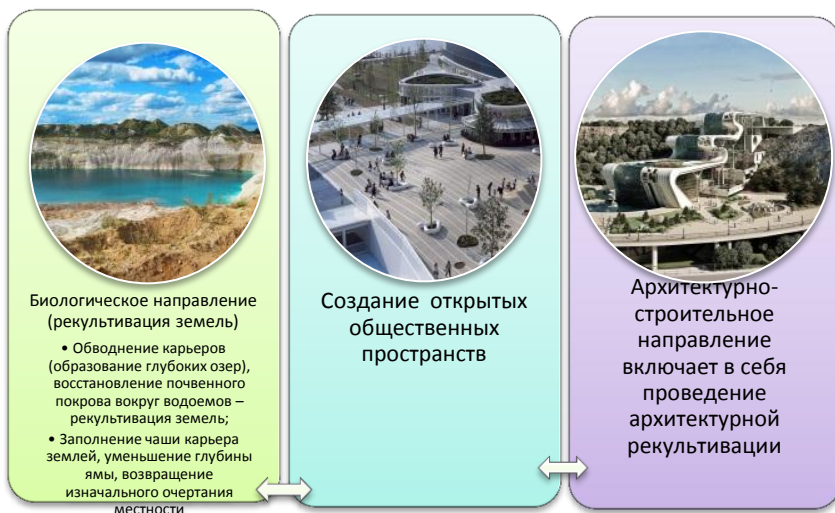 Биологическое направление
(рекультивация земель)
• Обводнение карьеров
(образование глубоких озер),
восстановление почвенного
покрова вокруг водоемов –
рекультивация земель;
• Заполнение чаши карьера
землей, уменьшение глубины
ямы, возвращение
изначального очертания
местности
Создание открытых
общественных
пространств
Архитектурно-
строительное
направление
включает в себя
проведение
архитектурной
рекультивации